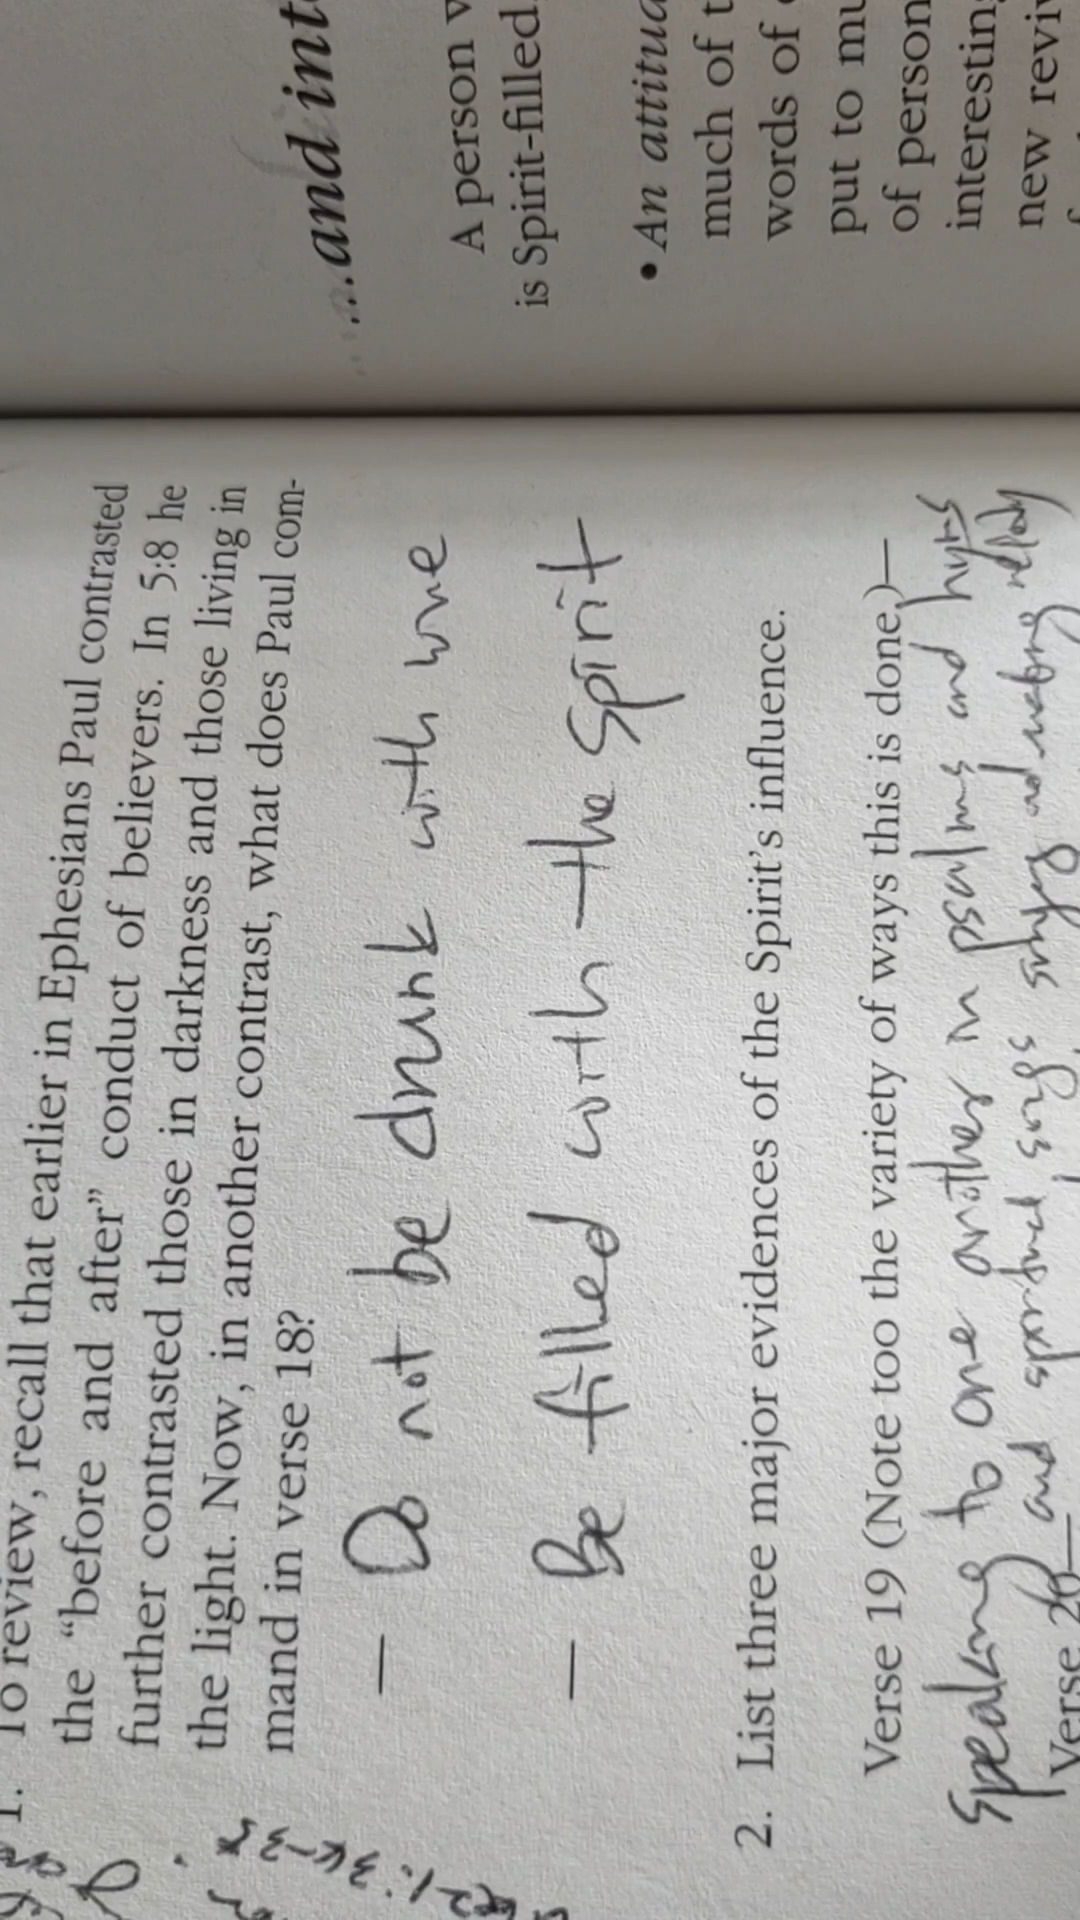 1. To review, recall that earlier in Ephesians Paul contrasted
the “before and after” conduct of believers. In 5:8 he
further contrasted those in darkness and those living in
the light. Now, in another contrast, what does Paul com-
mand in verse 18?
— Do not be drunk with wine
— Be filled with the Spirit
2. List three major evidences of the Spirit’s influence.
Verse 19 (Note too the variety of ways this is done.)—
Speaking to one another in psalms and hymns
and spiritual songs singing and making melody
Verse 20—
...and int
A person
is Spirit-filled.
• An attitu
much of t
words of
put to mu
of person
interesting
new revi